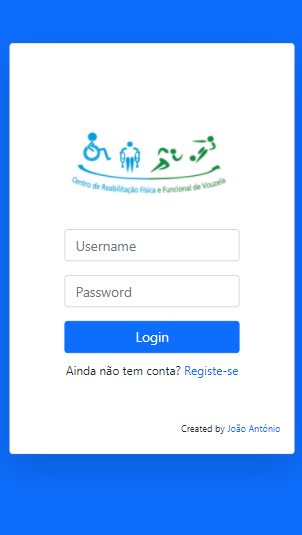 Centro de Reabilitação Física e Funcional de Vouzela
Username
Password
Login
Ainda não tem conta? Registe-se
Created by João António